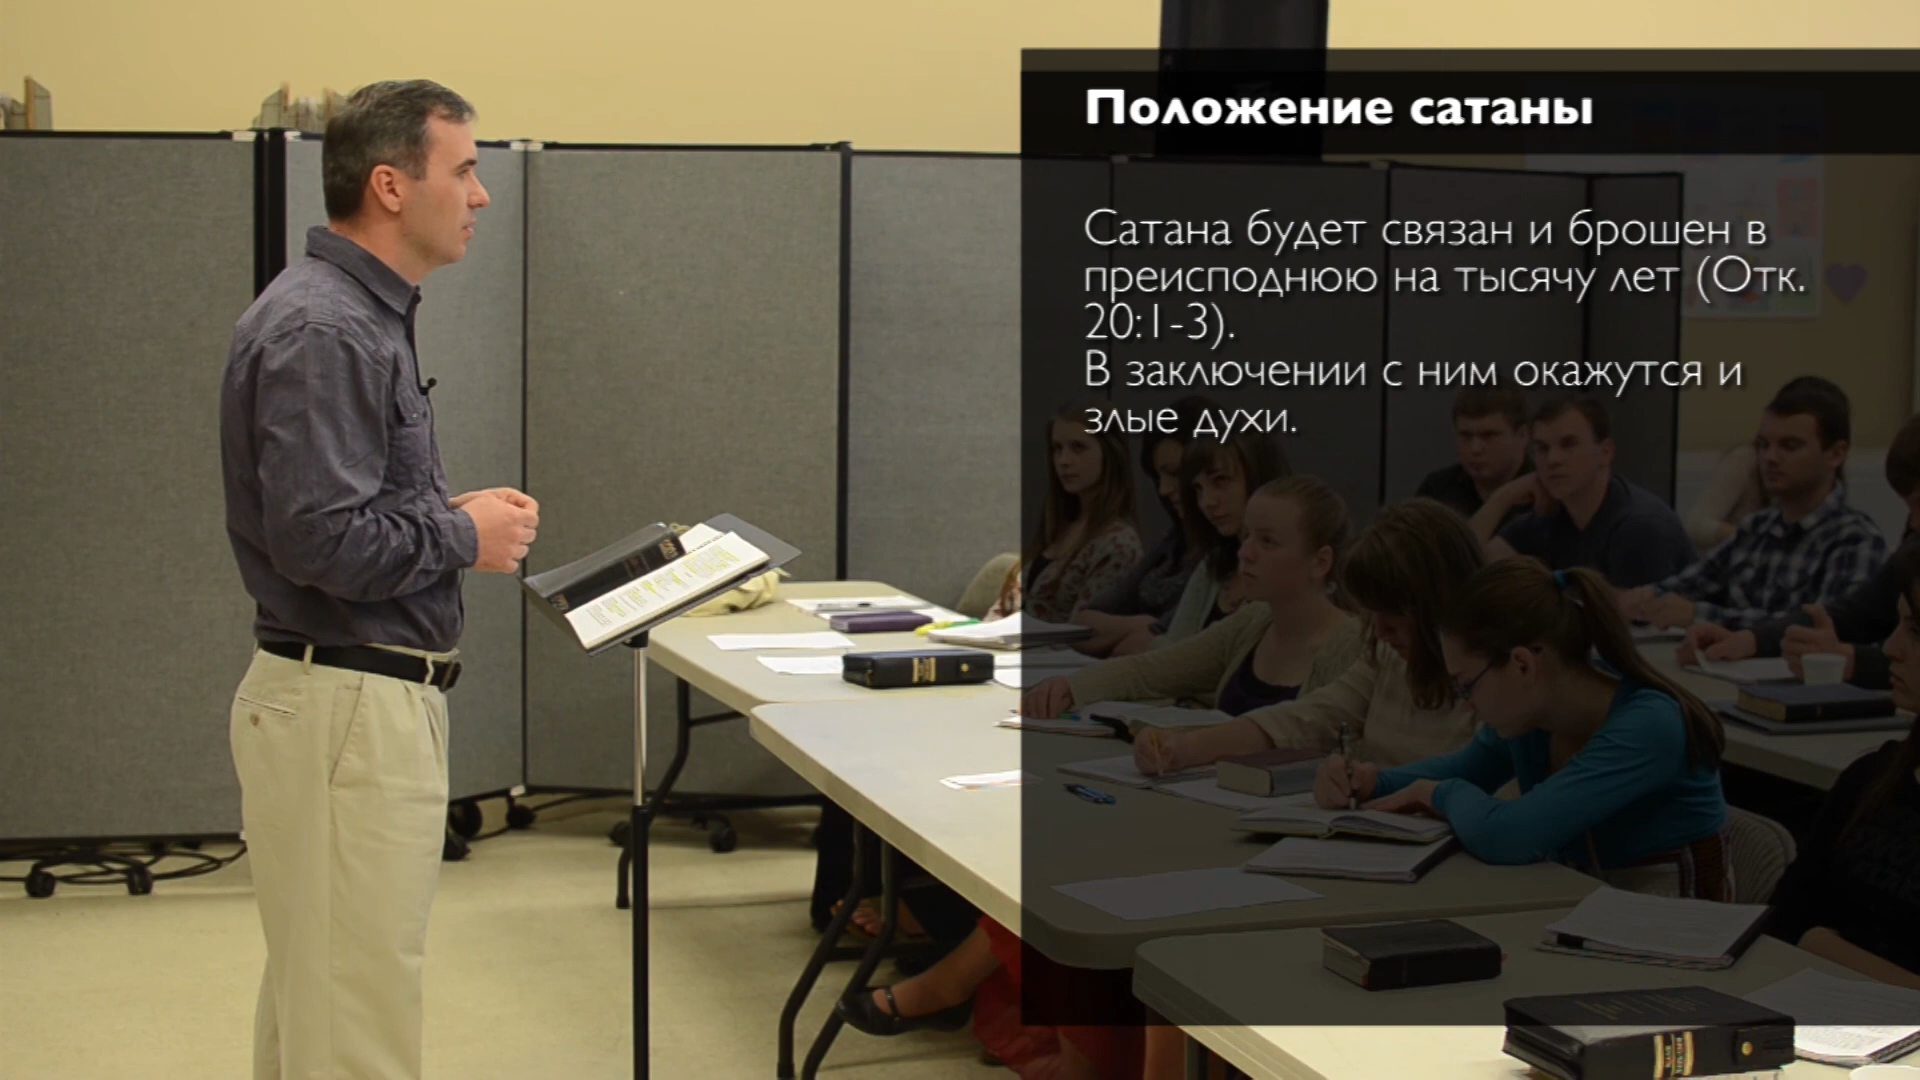 Положение сатаны
Сатана будет связан и брошен в
преисподнюю на тысячу лет (Отк.
20:1-3).
В заключении с ним окажутся и
злые духи.